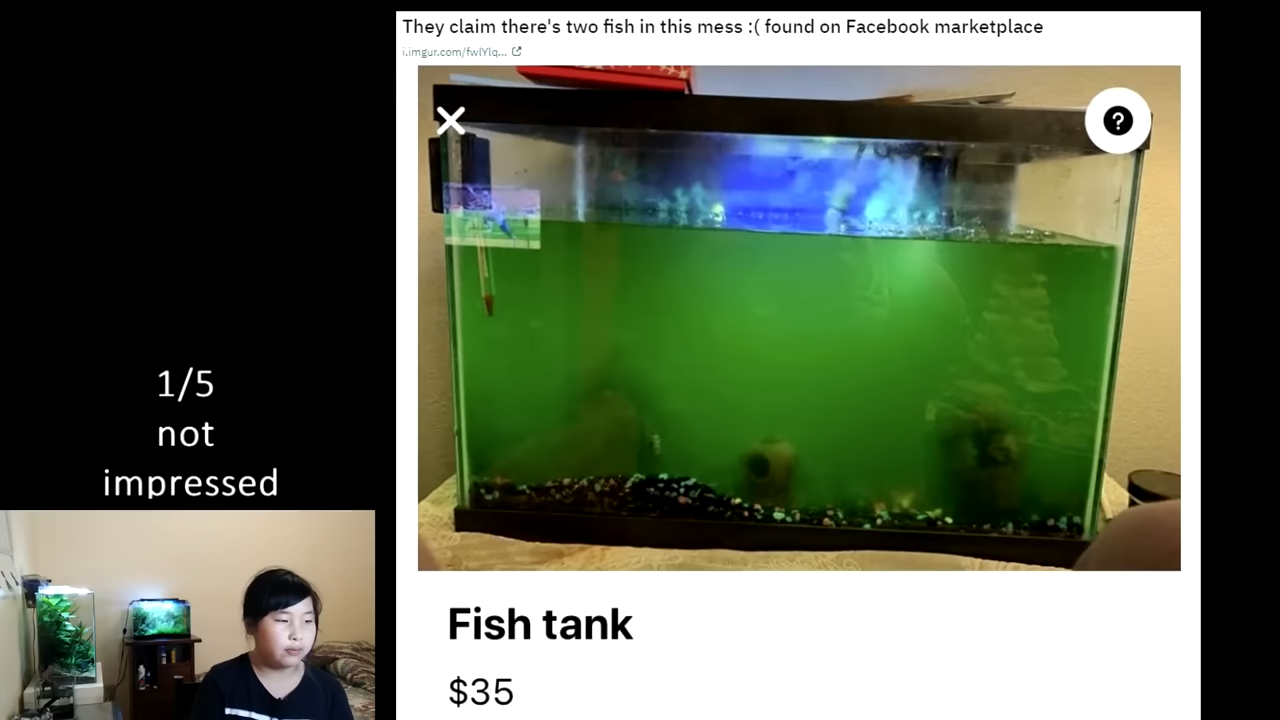 They claim there's two fish in this mess :( found on Facebook marketplace
i.imgur.com/fwlYlq...
?
1/5
not
impressed
Fish tank
$35